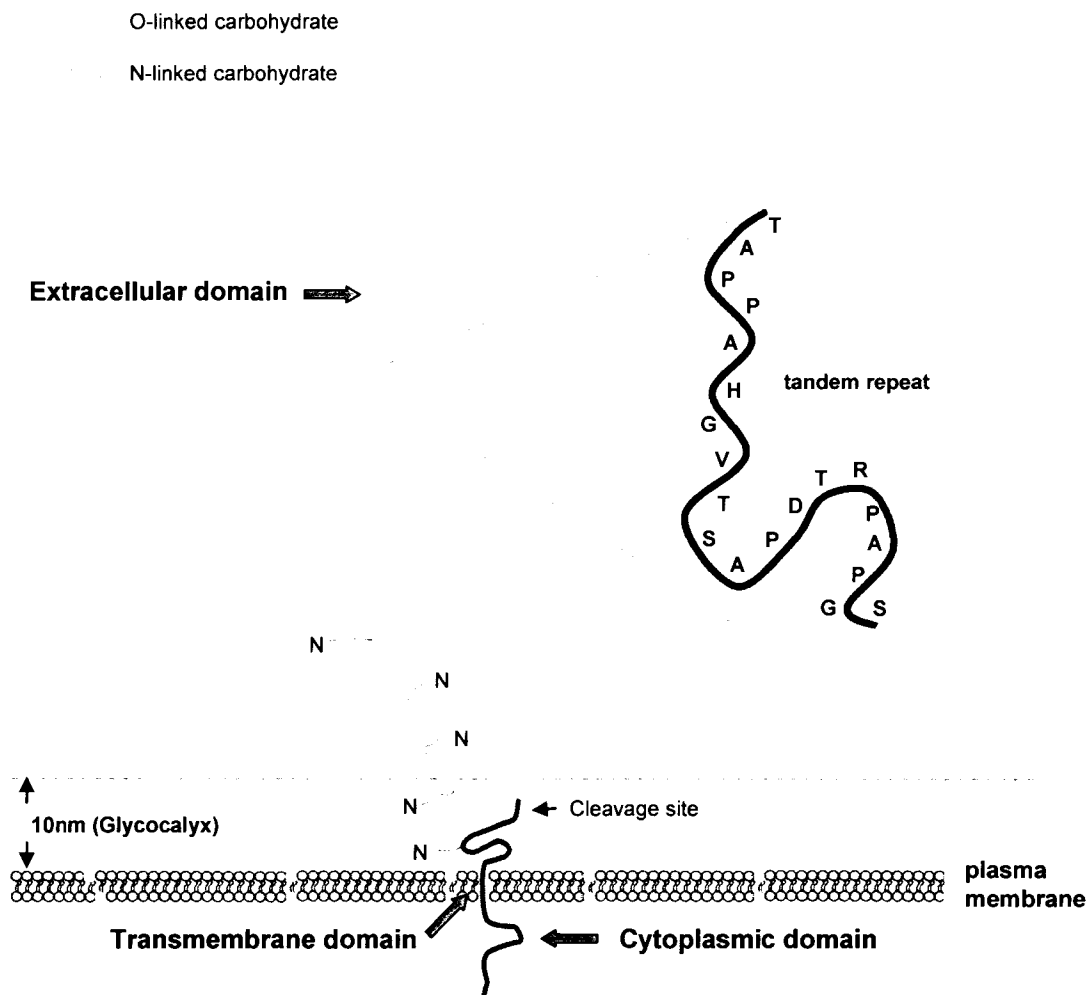 O-linked carbohydrate
N-linked carbohydrate
Extracellular domain
T
A
P
P
A
H
G
V
T
S
A
P
D
T
R
P
A
P
G
S
tandem repeat
N
N
N
N
N
Cleavage site
10nm (Glycocalyx)
plasma
membrane
Transmembrane domain
Cytoplasmic domain